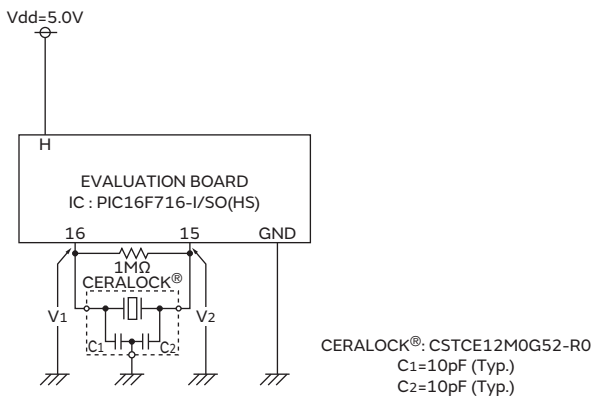 Vdd=5.0V
H
EVALUATION BOARD
IC : PIC16F716-I/SO(HS)
16 15 GND
1MΩ
CERALOCK®
V1 V2
C1 C2
CERALOCK®: CSTCE12M0G52-R0
C1=10pF (Typ.)
C2=10pF (Typ.)